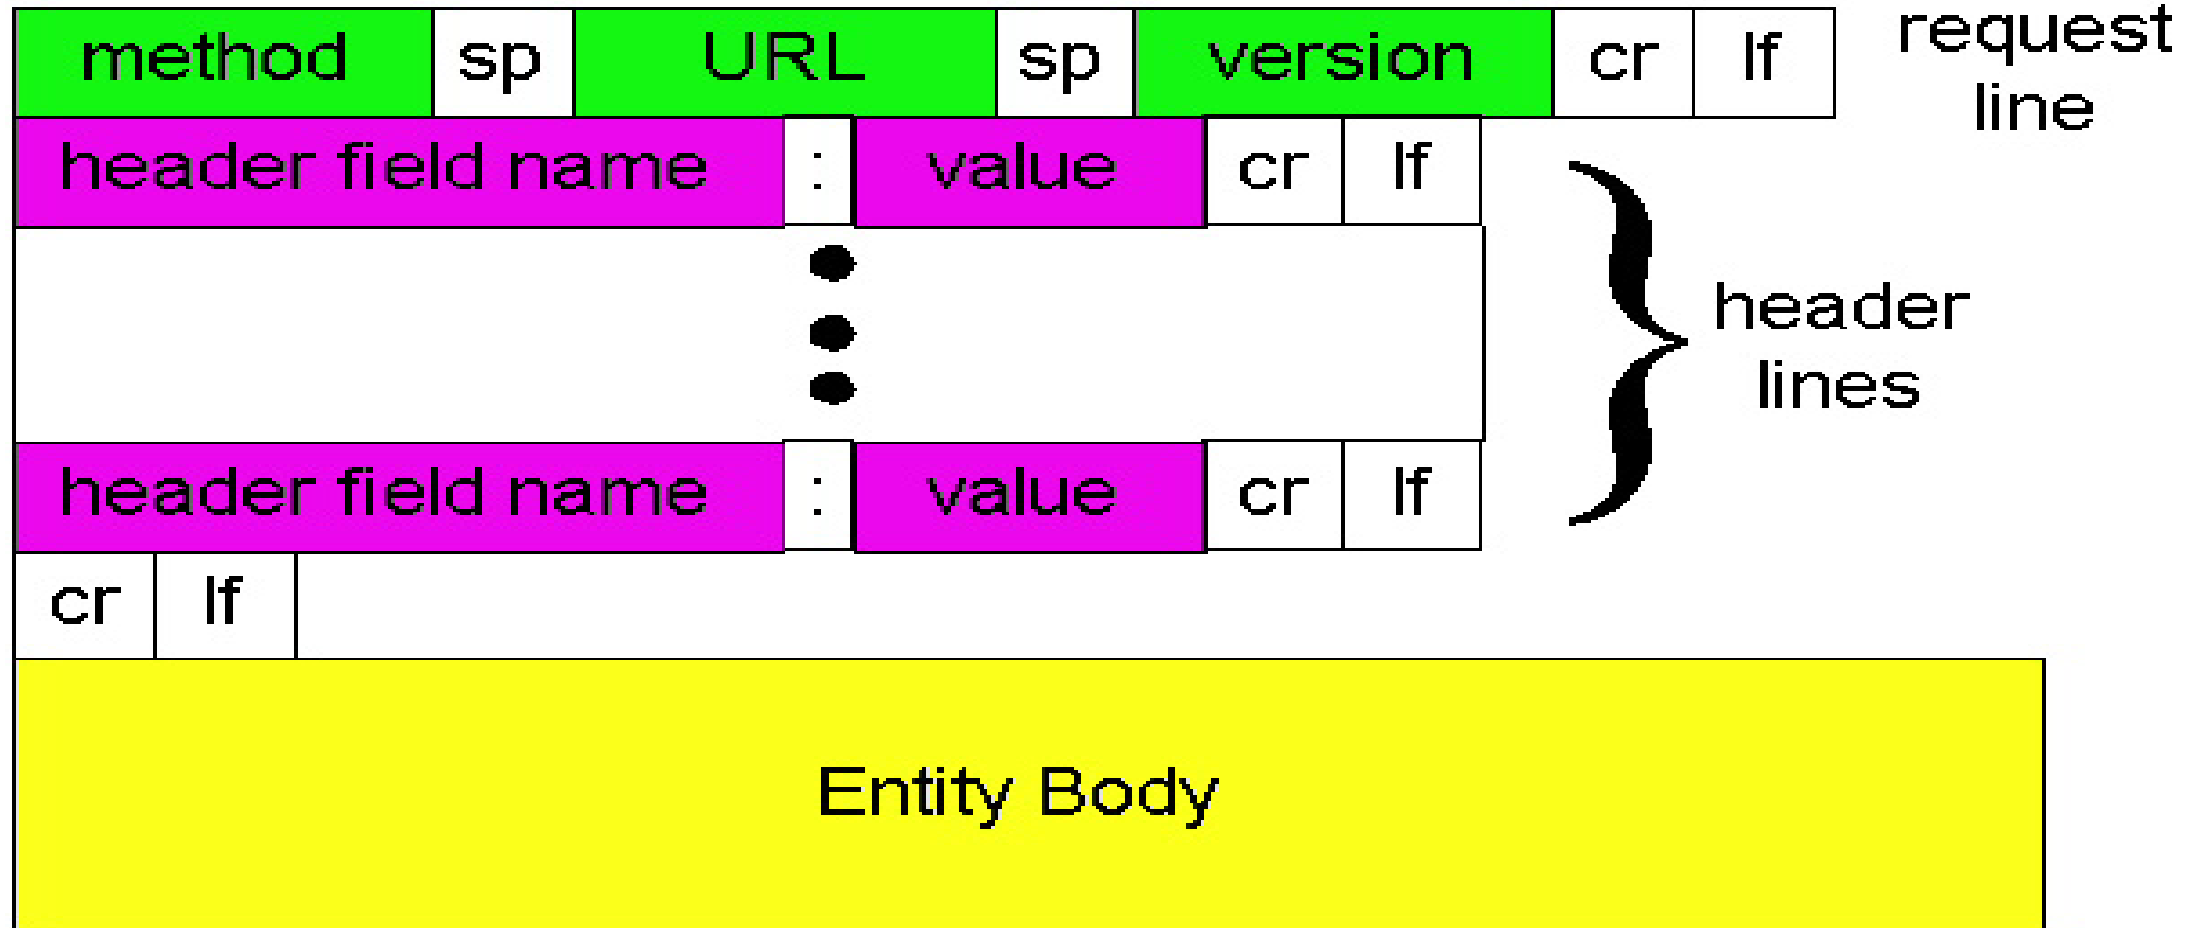 method sp URL sp version cr lf request line
header field name : value cr lf
header lines
header field name : value cr lf
cr lf
Entity Body